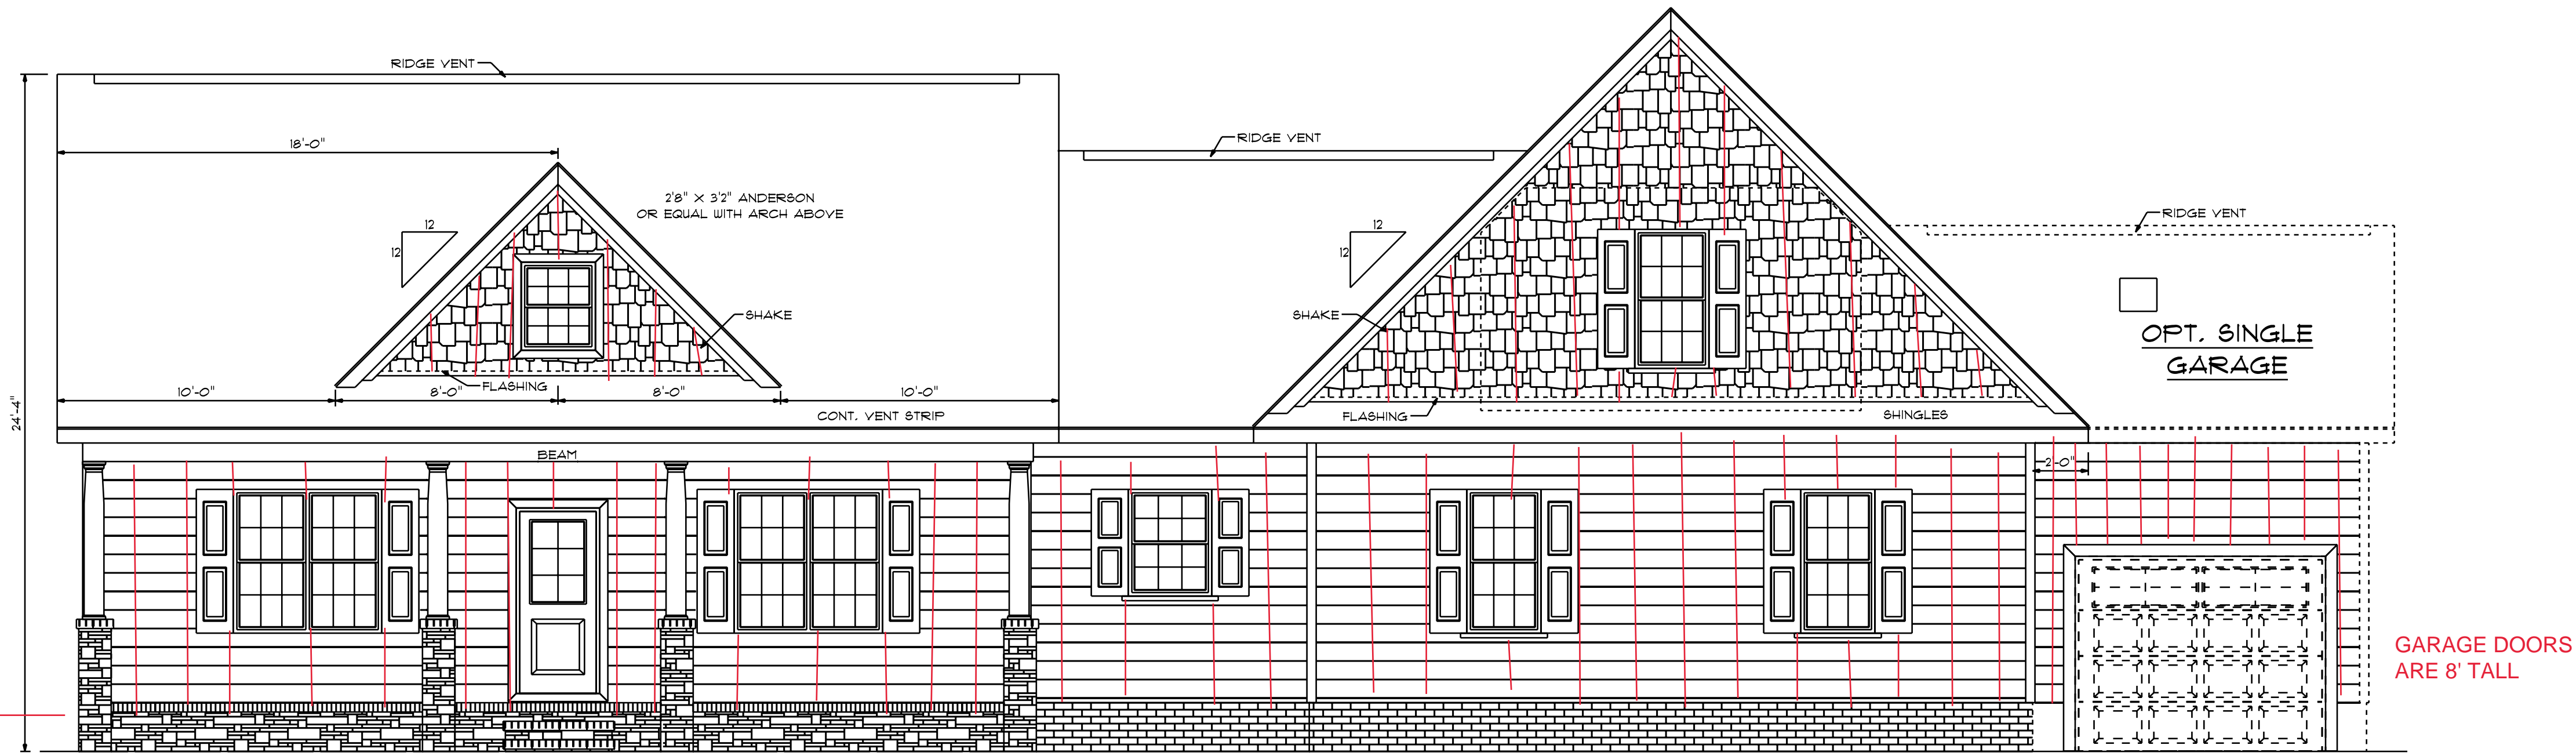 RIDGE VENT
RIDGE VENT
18'-0"
2'8" X 3'2" ANDERSON
OR EQUAL WITH ARCH ABOVE
12
12
12
12
RIDGE VENT
SHAKE
SHAKE
OPT. SINGLE
GARAGE
FLASHING
10'-0"
8'-0"
8'-0"
10'-0"
24'-4"
CONT. VENT STRIP
FLASHING
SHINGLES
BEAM
2'-0"
GARAGE DOORS
ARE 8' TALL